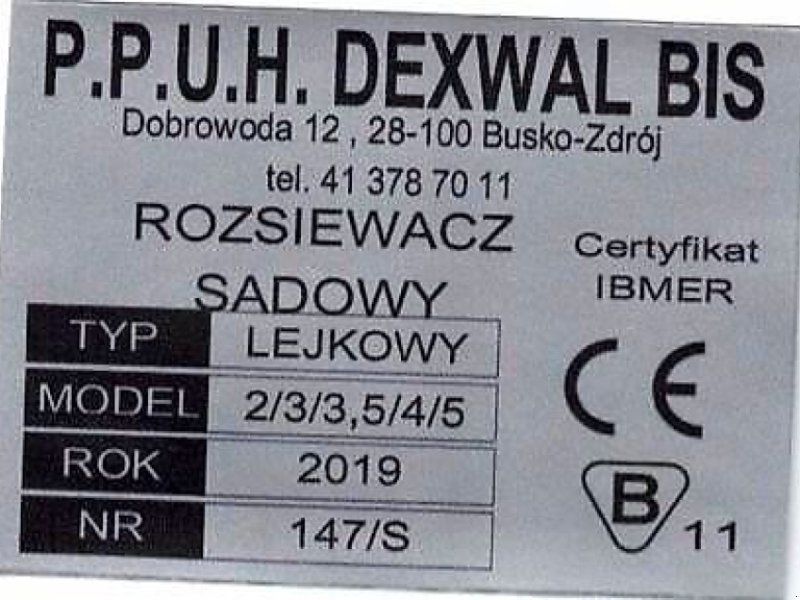 P.P.U.H. DEXWAL BIS
Dobrowoda 12 , 28-100 Busko-Zdrój
tel. 41 378 70 11
ROZSIEWACZ
SADOWY
Certyfikat
IBMER
TYP LEJKOWY
MODEL 2/3/3,5/4/5
ROK 2019
NR 147/S
CE
B 11